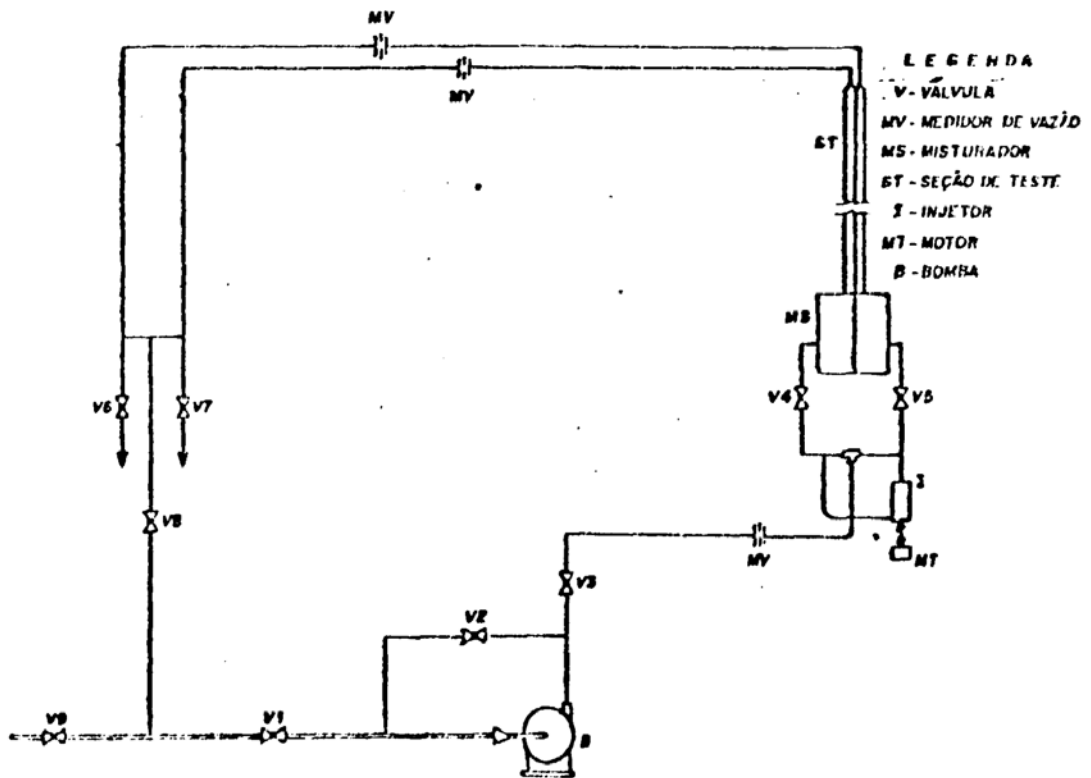 MV
MV
LEGENDA
V - VÁLVULA
MV - MEDIDOR DE VAZÃO
MS - MISTURADOR
ST - SEÇÃO DE TESTE
I - INJETOR
MT - MOTOR
B - BOMBA
ST
MS
V6
V7
V4
V5
I
V8
MV
MT
V3
V2
V9
V1
B